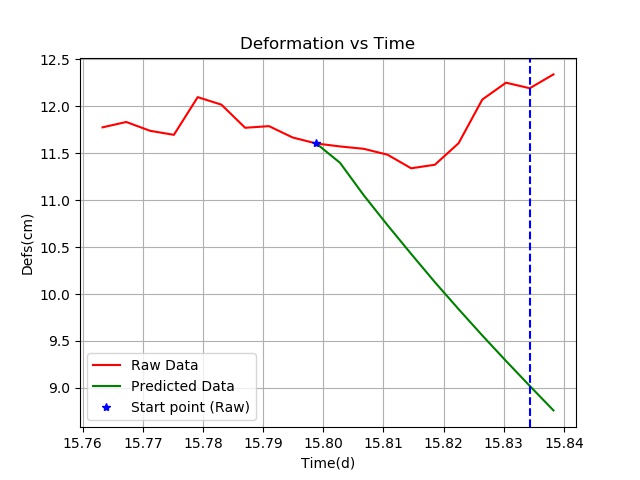 Deformation vs Time
12.5
12.0
11.5
11.0
10.5
10.0
9.5
9.0
Defs(cm)
Raw Data
Predicted Data
Start point (Raw)
15.76 15.77 15.78 15.79 15.80 15.81 15.82 15.83 15.84
Time(d)